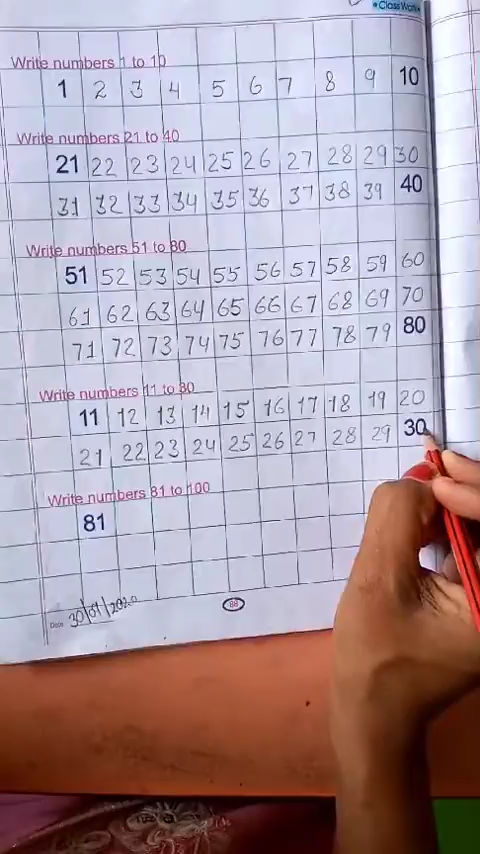 Class Work
Write numbers 1 to 10
1 2 3 4 5 6 7 8 9 10
Write numbers 21 to 40
21 22 23 24 25 26 27 28 29 30
31 32 33 34 35 36 37 38 39 40
Write numbers 51 to 80
51 52 53 54 55 56 57 58 59 60
61 62 63 64 65 66 67 68 69 70
71 72 73 74 75 76 77 78 79 80
Write numbers 11 to 30
11 12 13 14 15 16 17 18 19 20
21 22 23 24 25 26 27 28 29 30
Write numbers 81 to 100
81
Date 30/07/2020
88